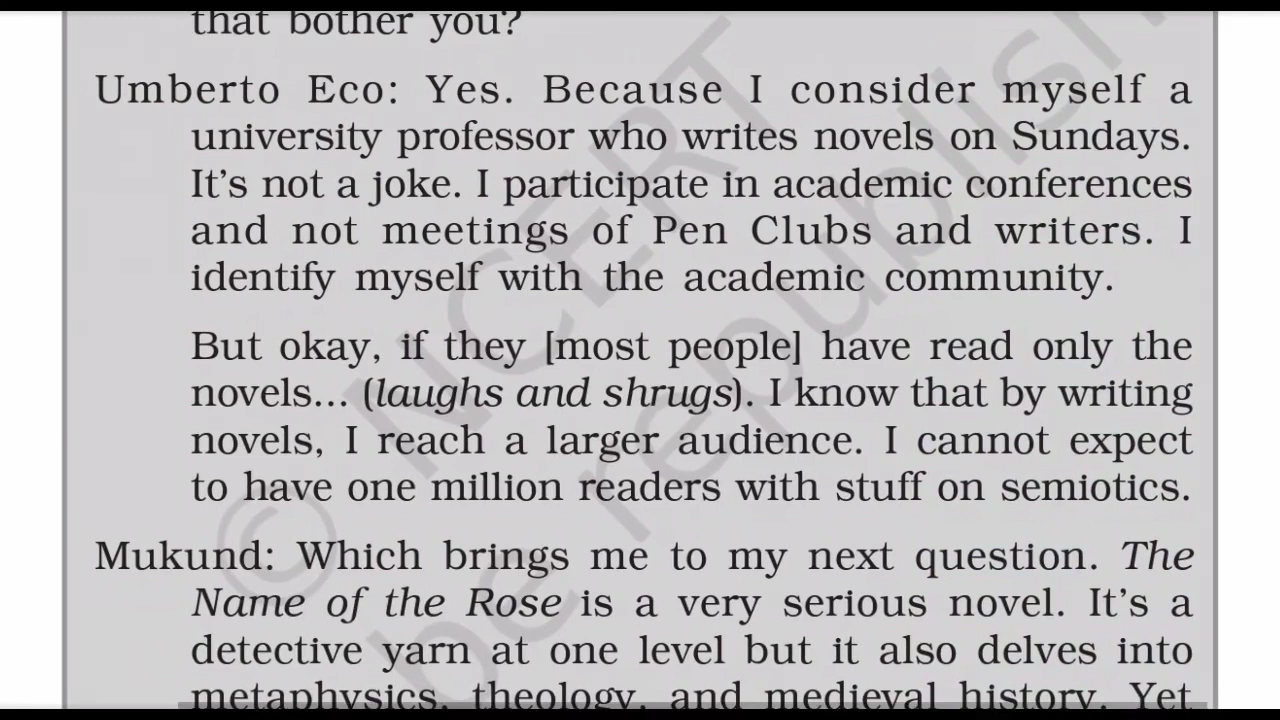 that bother you?
Umberto Eco: Yes. Because I consider myself a
university professor who writes novels on Sundays.
It's not a joke. I participate in academic conferences
and not meetings of Pen Clubs and writers. I
identify myself with the academic community.
But okay, if they [most people] have read only the
novels... (laughs and shrugs). I know that by writing
novels, I reach a larger audience. I cannot expect
to have one million readers with stuff on semiotics.
Mukund: Which brings me to my next question. The
Name of the Rose is a very serious novel. It's a
detective yarn at one level but it also delves into
metaphysics, theology, and medieval history. Yet
© NCERT
be republish